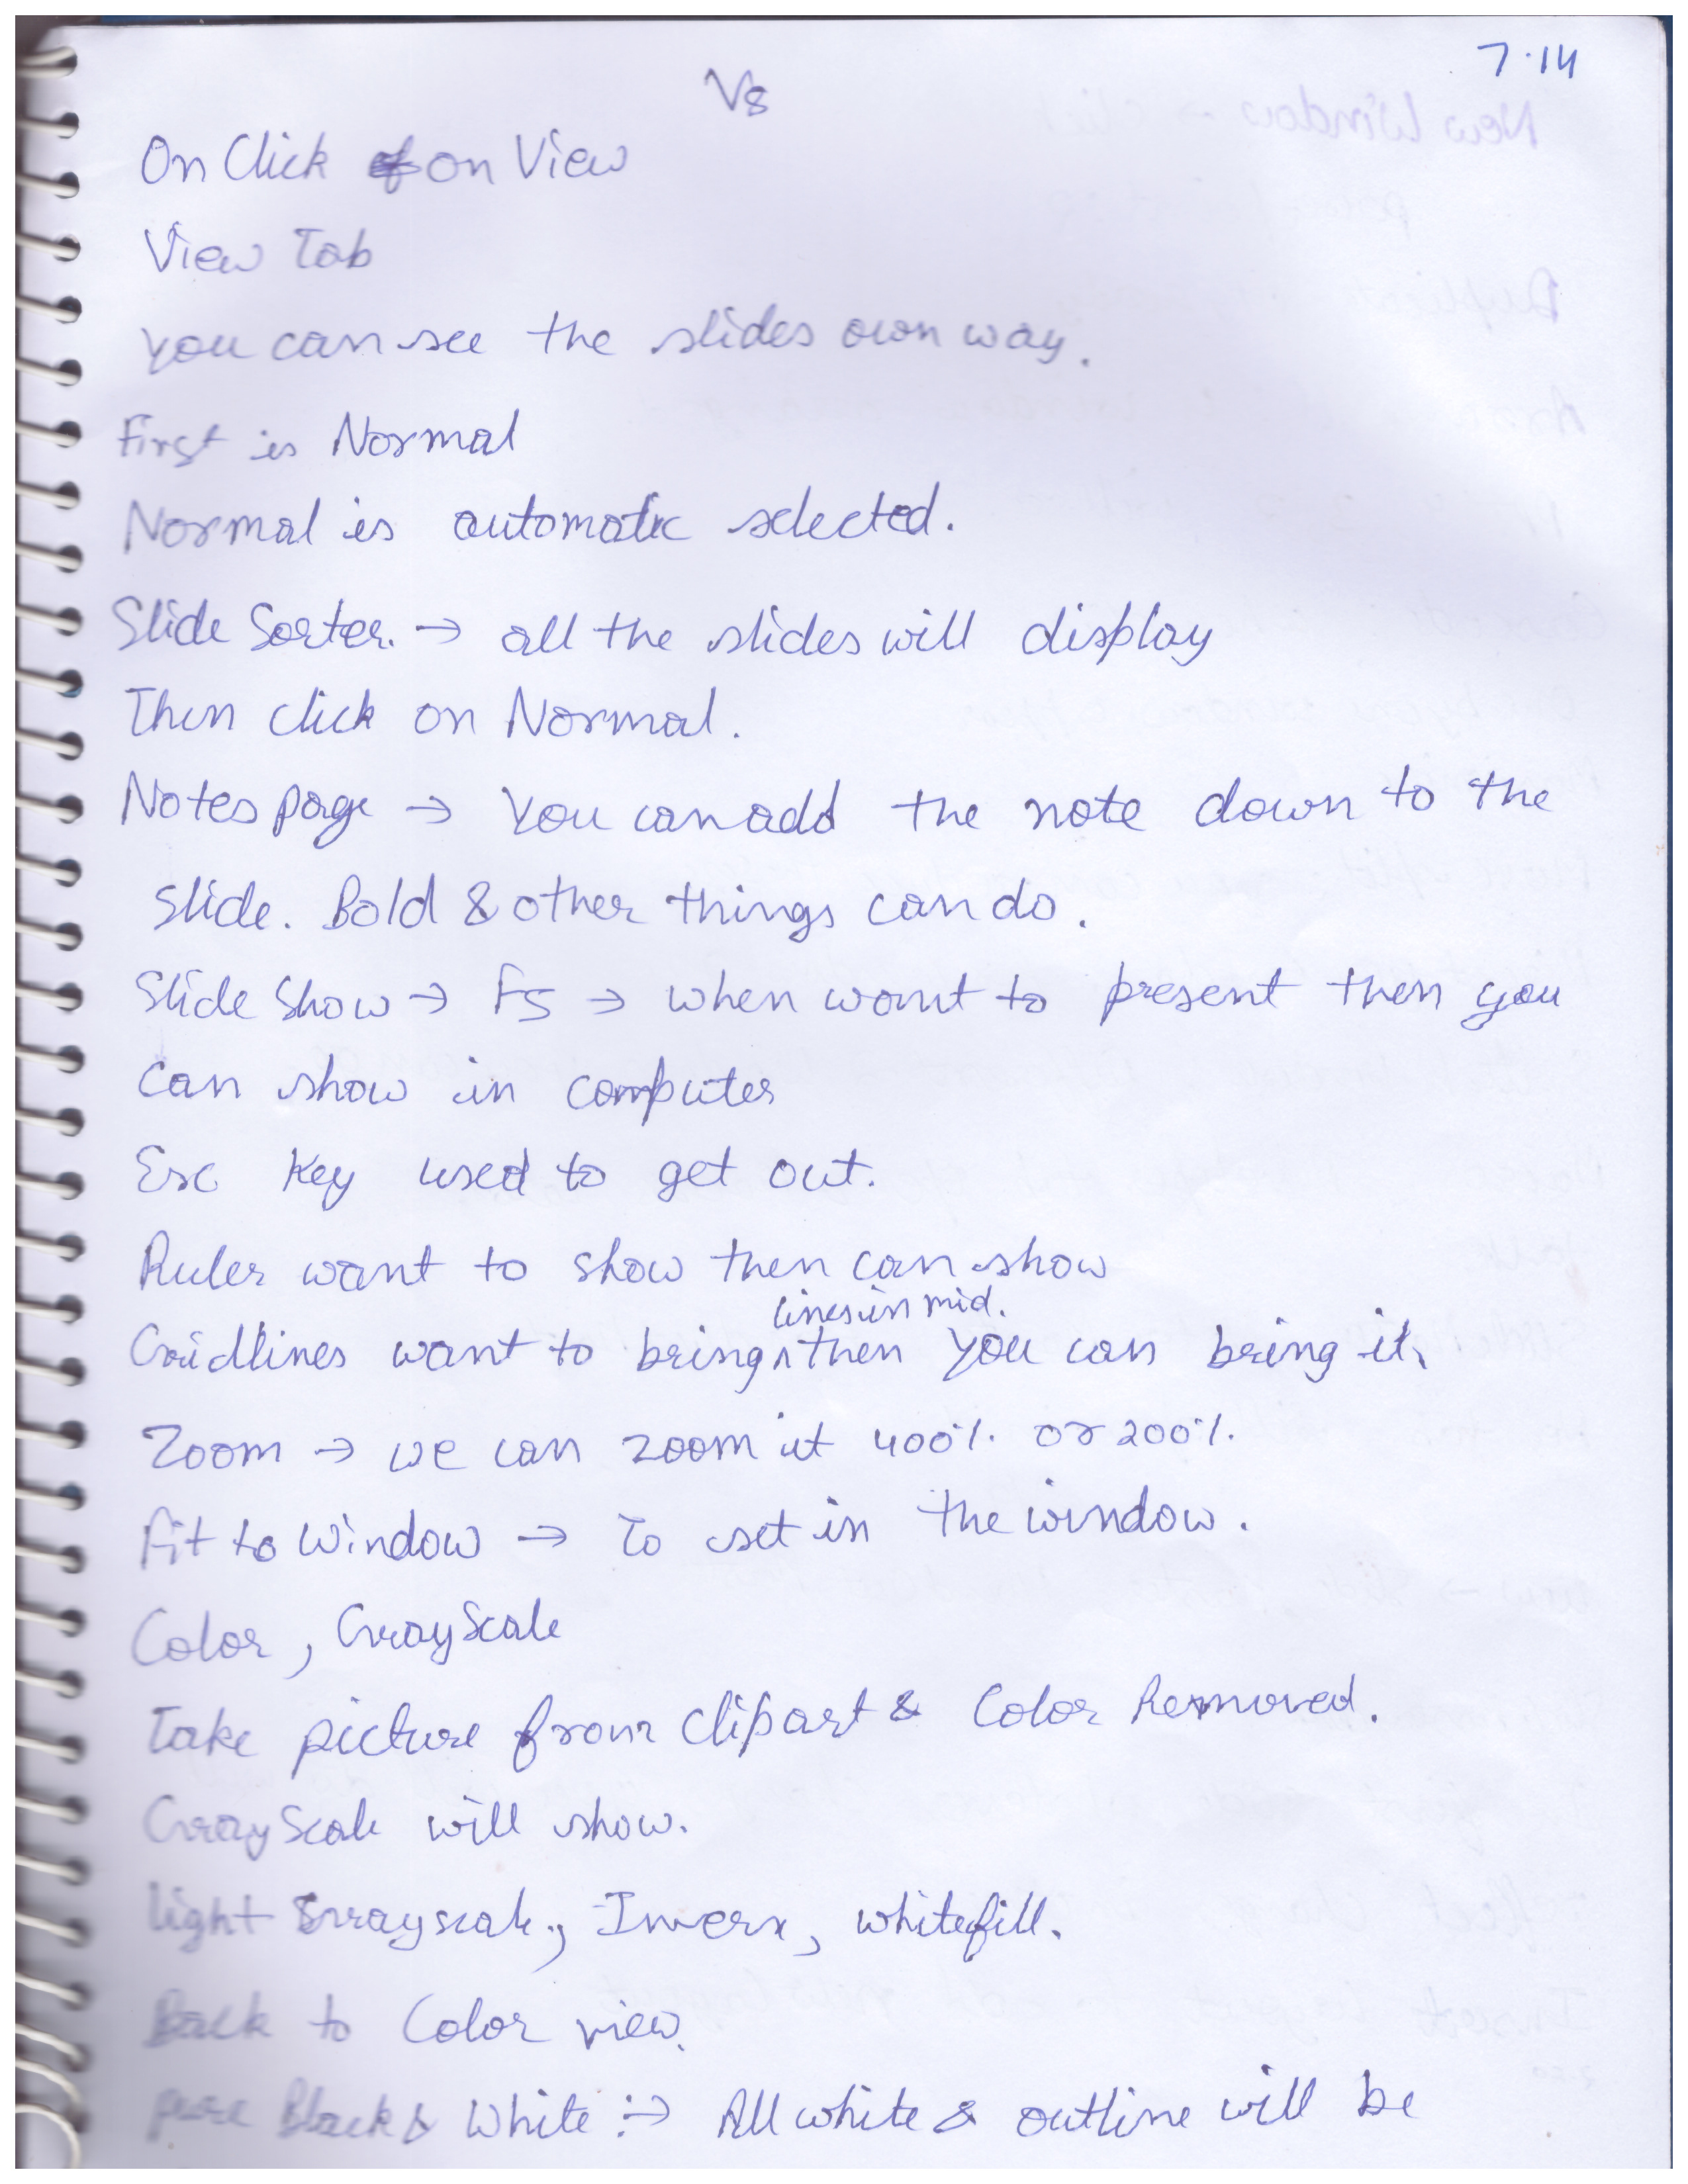 7.14
V8
On Click on View
View Tab
You can see the slides own way.
First is Normal
Normal is automatic selected.
Slide Sorter. → all the slides will display
Then click on Normal.
Notes page → You can add the note down to the
slide. Bold & other things can do.
Slide Show → F5 → when want to present then you
can show in computer
Esc Key used to get out.
Ruler want to show then can show
lines in mid.
Gridlines want to bring ^ then you can bring it.
Zoom → we can zoom it 400% or 200%.
Fit to Window → To set in the window.
Color, GrayScale
Take picture from clipart & Color Removed.
GrayScale will show.
light Grayscale, Inverx, whitefill.
Back to Color view.
pure Black & White :→ All white & outline will be